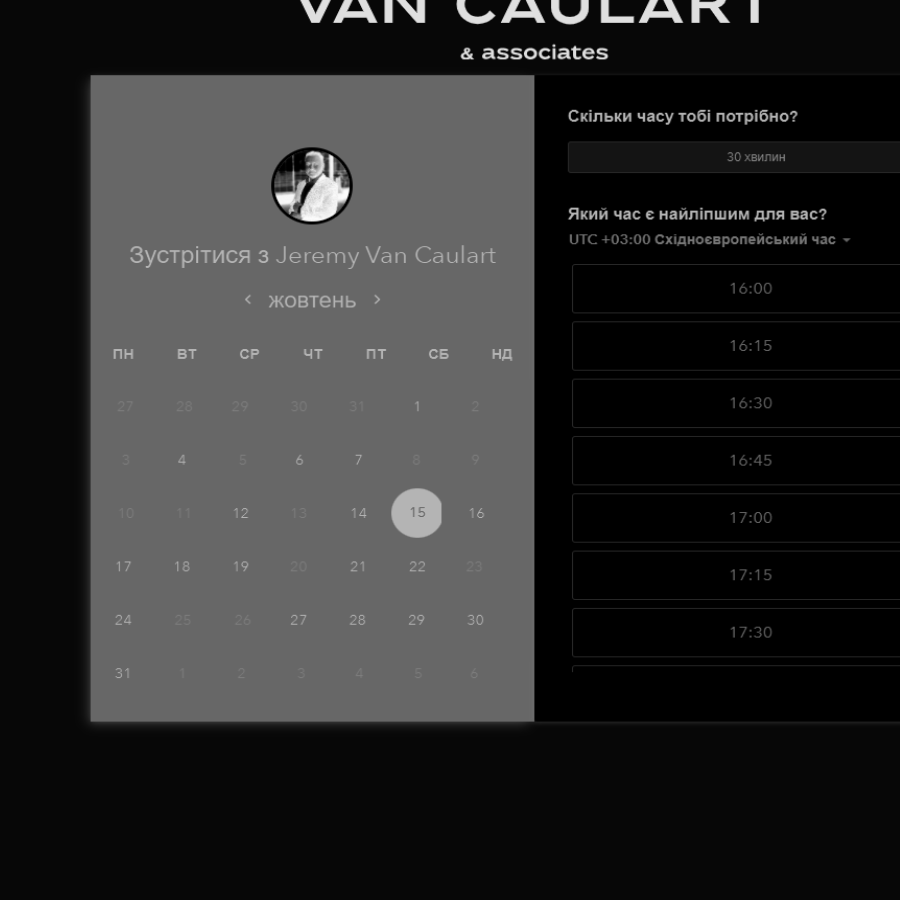 VAN CAULART
& associates
Зустрітися з Jeremy Van Caulart
жовтень
ПН ВТ СР ЧТ ПТ СБ НД
27 28 29 30 31 1 2
3 4 5 6 7 8 9
10 11 12 13 14 15 16
17 18 19 20 21 22 23
24 25 26 27 28 29 30
31 1 2 3 4 5 6
Скільки часу тобі потрібно?
30 хвилин
Який час є найліпшим для вас?
UTC +03:00 Східноєвропейський час
16:00
16:15
16:30
16:45
17:00
17:15
17:30